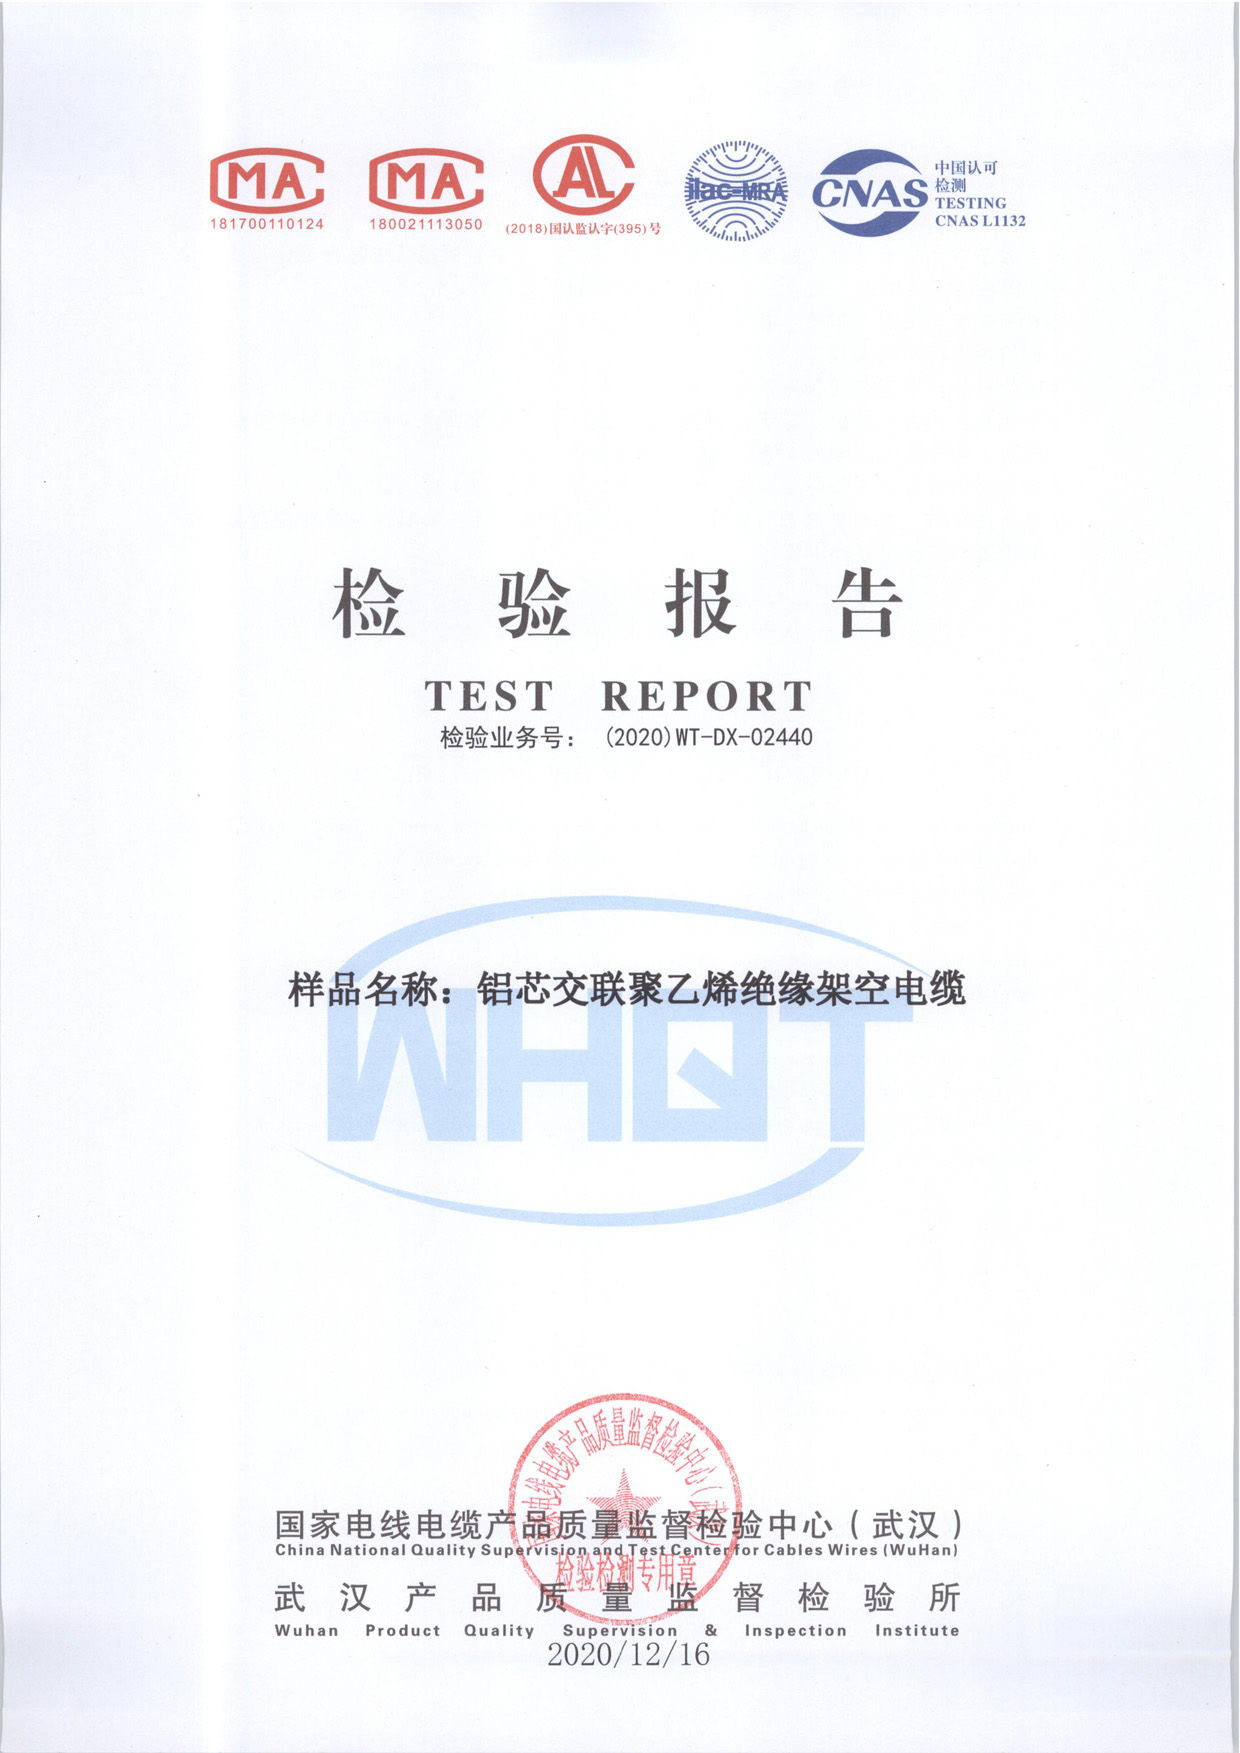 MA
181700110124
MA
180021113050
AL
(2018)国认监认字(395)号
ilac-MRA
CNAS
中国认可
检测
TESTING
CNAS L1132
检验报告
TEST REPORT
检验业务号： (2020)WT-DX-02440
样品名称：铝芯交联聚乙烯绝缘架空电缆
WHQT
国家电线电缆产品质量监督检验中心（武汉）
检验检测专用章
国家电线电缆产品质量监督检验中心（武汉）
China National Quality Supervision and Test Center for Cables Wires (WuHan)
武汉产品质量监督检验所
Wuhan Product Quality Supervision & Inspection Institute
2020/12/16